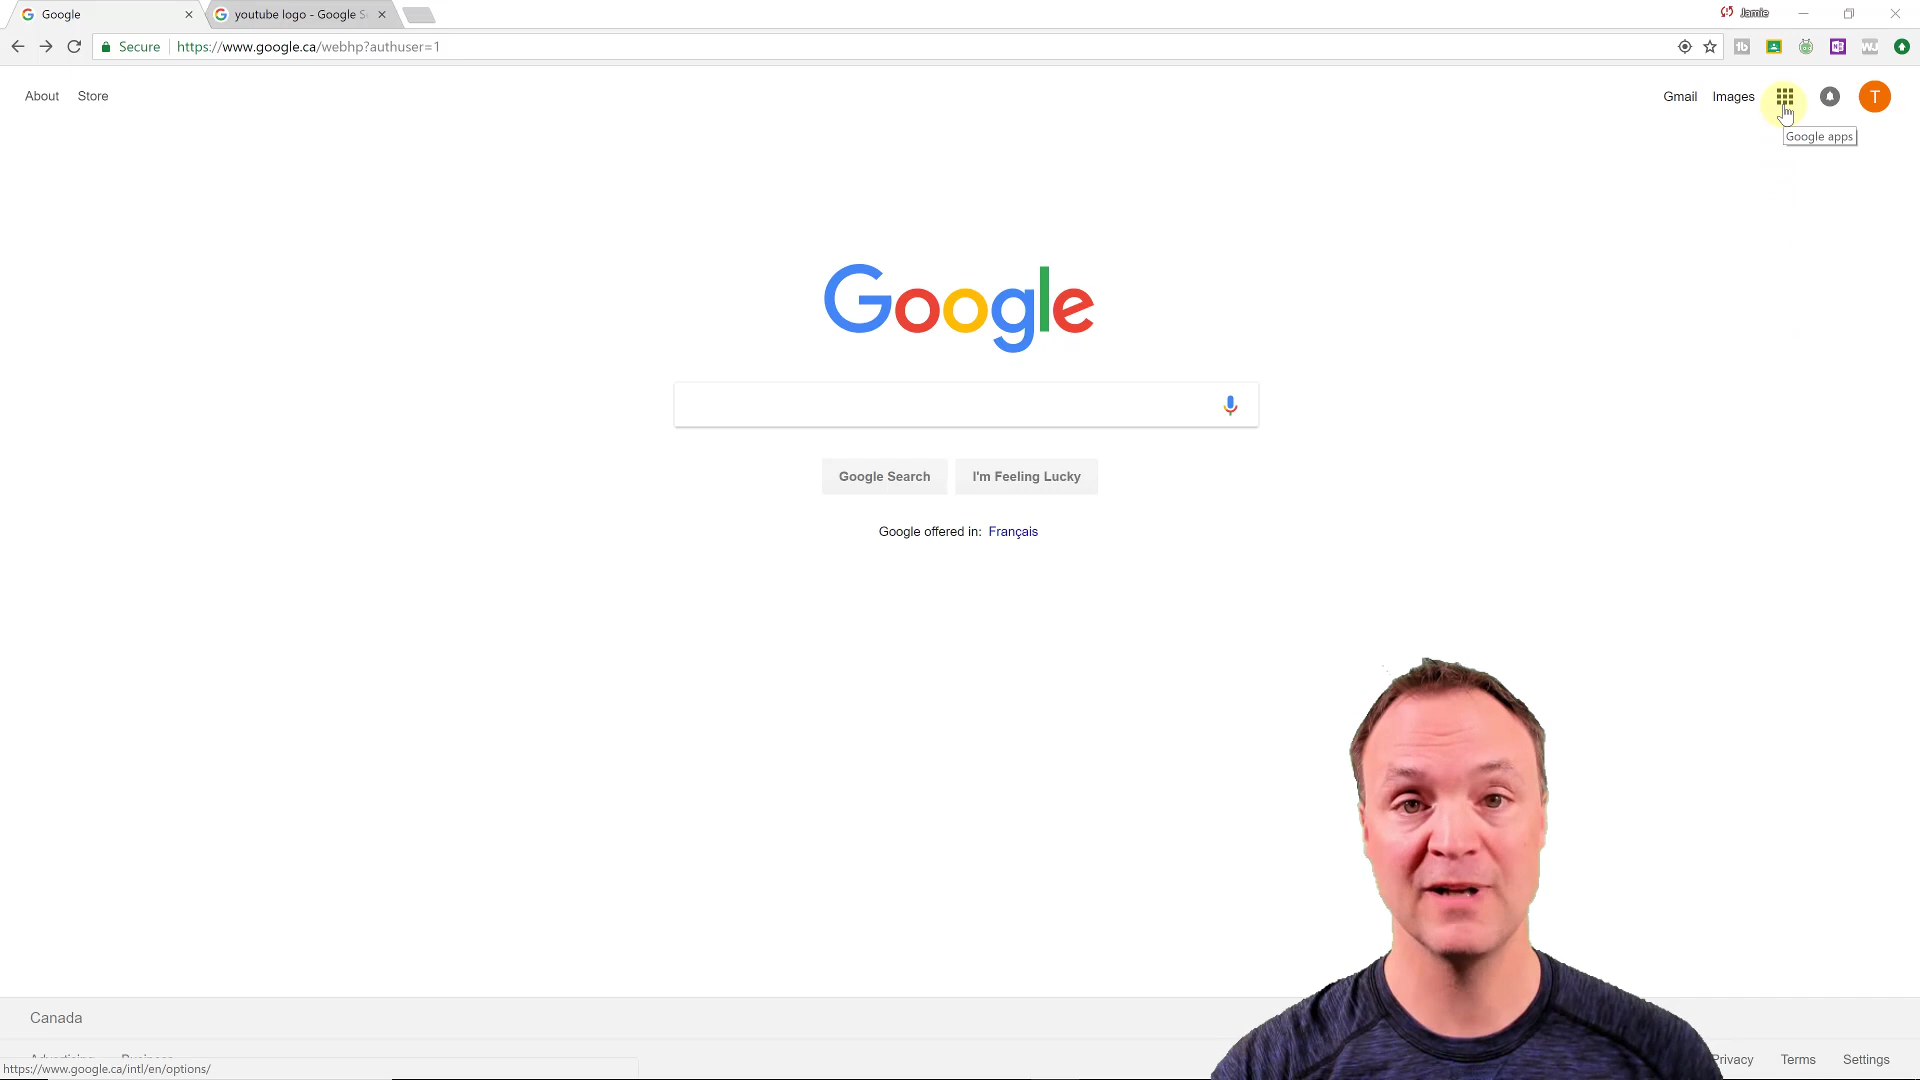 Google
youtube logo - Google S
Jamie
Secure
https://www.google.ca/webhp?authuser=1
About
Store
Gmail
Images
T
Google apps
Google
Google Search
I'm Feeling Lucky
Google offered in: Français
Canada
https://www.google.ca/intl/en/options/
Privacy
Terms
Settings